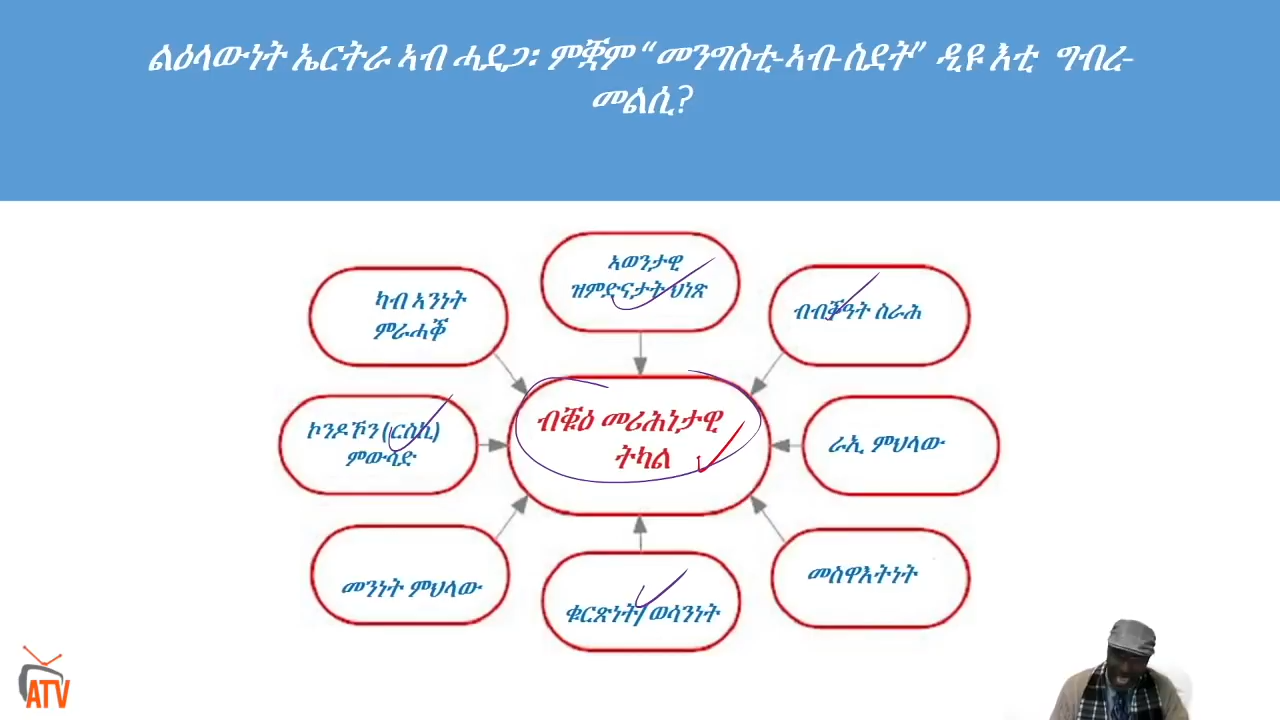 ልዕላውነት ኤርትራ ኣብ ሓደጋ፡ ምቛም “መንግስቲ-ኣብ-ስደት” ዲዩ እቲ ግብረ-
መልሲ?
ኣወንታዊ
ዝምድናታት ህነጽ
ካብ ኣንነት
ምራሓቕ
ብብቕዓት ስራሕ
ብቑዕ መሪሕነታዊ
ትካል
ኮንዶኾን (ርስኪ)
ምውሳድ
ራኢ ምህላው
መንነት ምህላው
ቁርጽነት/ ወሳንነት
መስዋእትነት
ATV